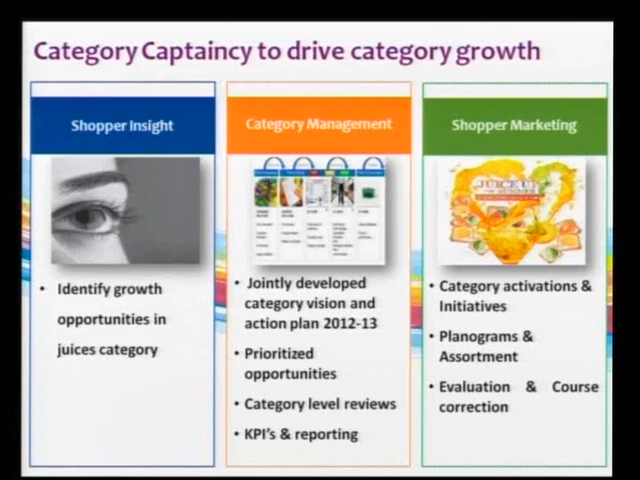 Category Captaincy to drive category growth
Shopper Insight
• Identify growth
opportunities in
juices category
Category Management
• Jointly developed
category vision and
action plan 2012-13
• Prioritized
opportunities
• Category level reviews
• KPI's & reporting
Shopper Marketing
JUICE UP
• Category activations &
Initiatives
• Planograms &
Assortment
• Evaluation & Course
correction